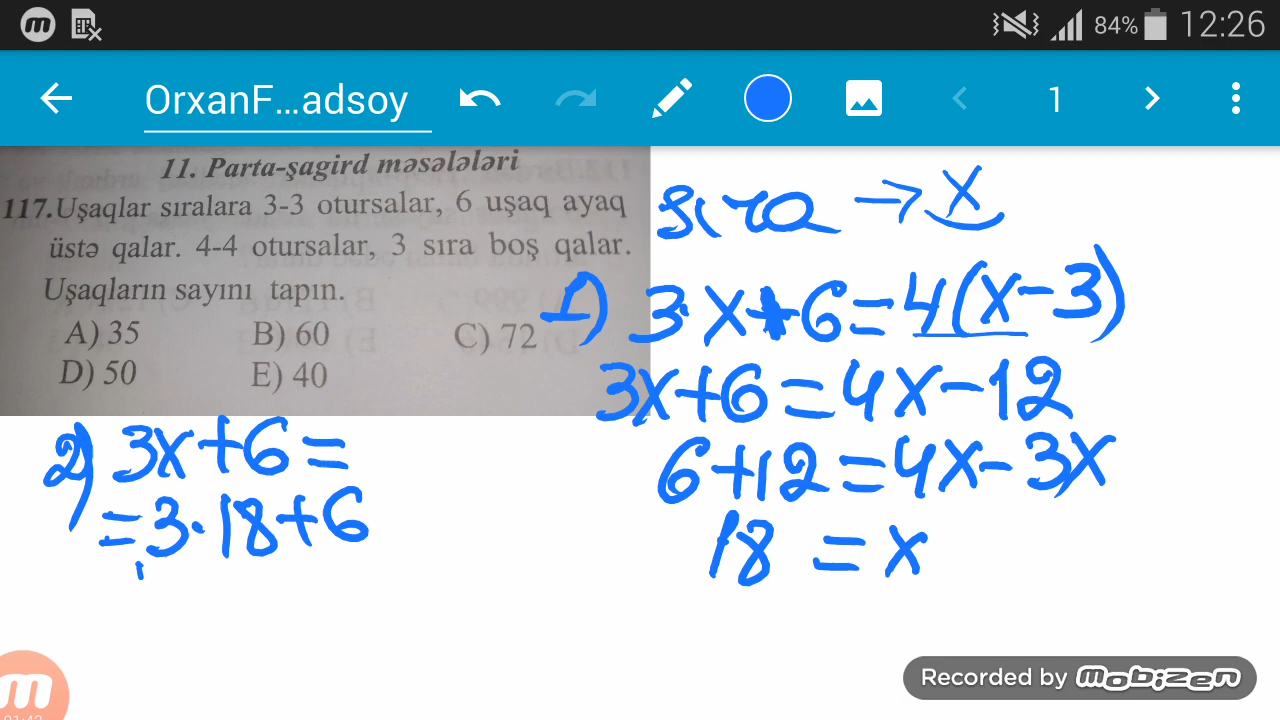 84% 12:26
OrxanF...adsoy 1
11. Parta-şagird məsələləri
117.Uşaqlar sıralara 3-3 otursalar, 6 uşaq ayaq
üstə qalar. 4-4 otursalar, 3 sıra boş qalar.
Uşaqların sayını tapın.
A) 35 B) 60 C) 72
D) 50 E) 40
sıra → x
1) 3x+6=4(x-3)
3x+6=4x-12
6+12=4x-3x
18=x
2) 3x+6=
=3·18+6
Recorded by mobizen
01:42